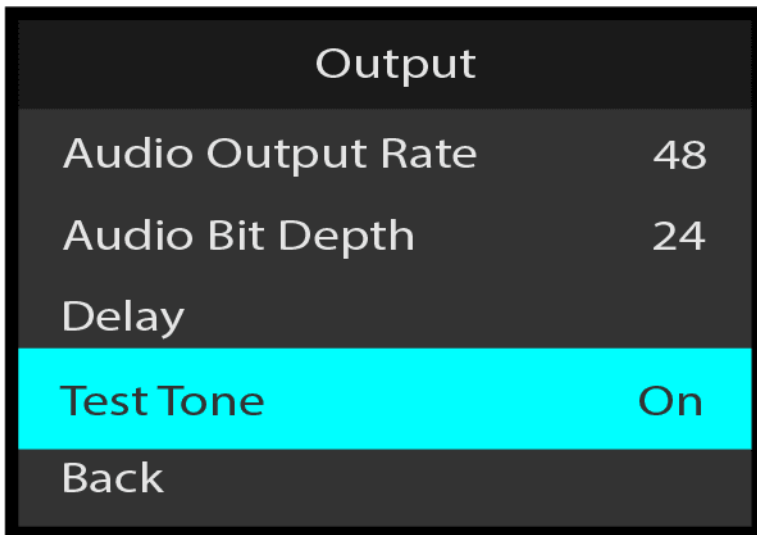 Output
Audio Output Rate 48
Audio Bit Depth 24
Delay
Test Tone On
Back